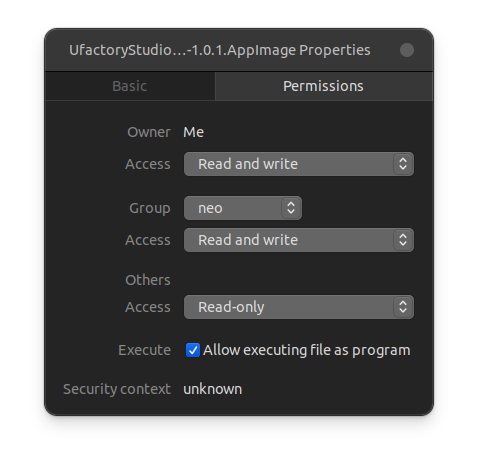 UfactoryStudio...-1.0.1.AppImage Properties
Basic Permissions
Owner Me
Access Read and write
Group neo
Access Read and write
Others
Access Read-only
Execute Allow executing file as program
Security context unknown